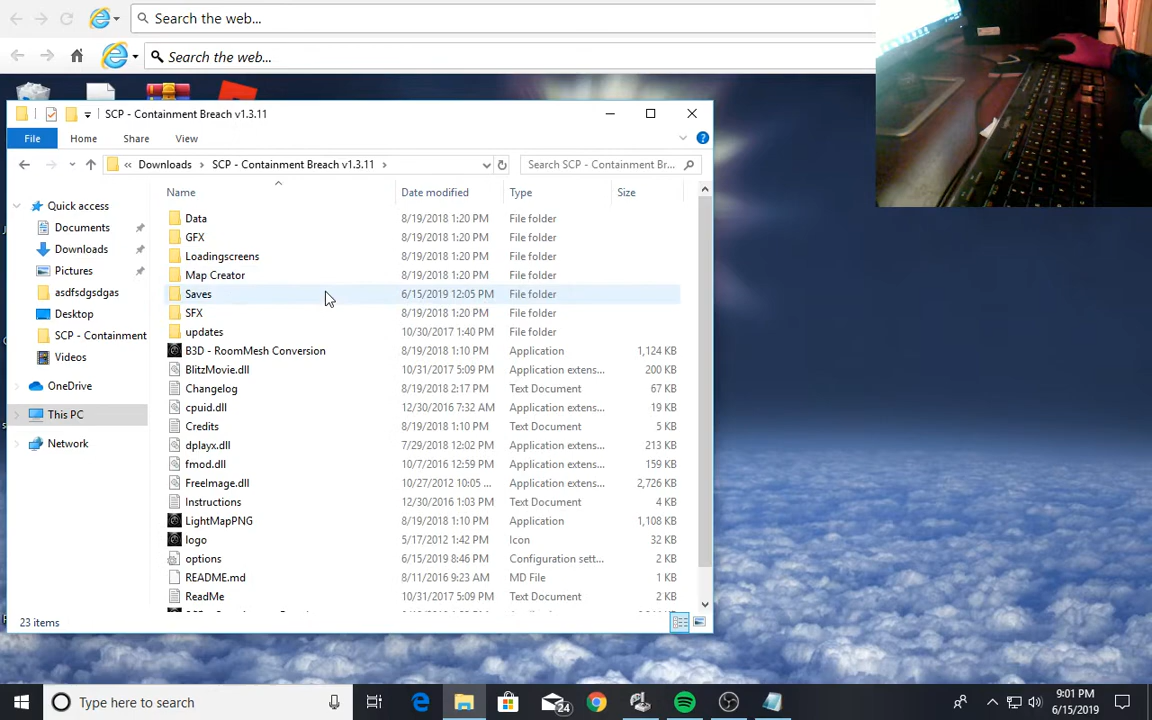 Search the web...
Search the web...
SCP - Containment Breach v1.3.11
File Home Share View
« Downloads SCP - Containment Breach v1.3.11
Search SCP - Containment Br...
Name Date modified Type Size
Quick access
Documents
Downloads
Pictures
asdfsdgsdgas
Desktop
SCP - Containment
Videos
OneDrive
This PC
Network
Data 8/19/2018 1:20 PM File folder
GFX 8/19/2018 1:20 PM File folder
Loadingscreens 8/19/2018 1:20 PM File folder
Map Creator 8/19/2018 1:20 PM File folder
Saves 6/15/2019 12:05 PM File folder
SFX 8/19/2018 1:20 PM File folder
updates 10/30/2017 1:40 PM File folder
B3D - RoomMesh Conversion 8/19/2018 1:10 PM Application 1,124 KB
BlitzMovie.dll 10/31/2017 5:09 PM Application extens... 200 KB
Changelog 8/19/2018 2:17 PM Text Document 67 KB
cpuid.dll 12/30/2016 7:32 AM Application extens... 19 KB
Credits 8/19/2018 1:10 PM Text Document 5 KB
dplayx.dll 7/29/2018 12:02 PM Application extens... 213 KB
fmod.dll 10/7/2016 12:59 PM Application extens... 159 KB
FreeImage.dll 10/27/2012 10:05 ... Application extens... 2,726 KB
Instructions 12/30/2016 1:03 PM Text Document 4 KB
LightMapPNG 8/19/2018 1:10 PM Application 1,108 KB
logo 5/17/2012 1:42 PM Icon 32 KB
options 6/15/2019 8:46 PM Configuration sett... 2 KB
README.md 8/11/2016 9:23 AM MD File 1 KB
ReadMe 10/31/2017 5:09 PM Text Document 2 KB
23 items
Type here to search
24
9:01 PM
6/15/2019